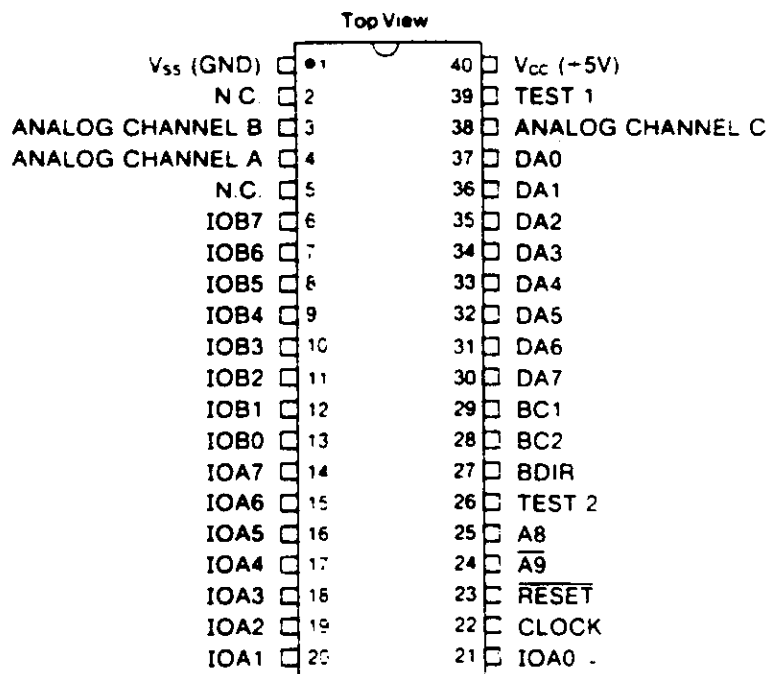 Top View
Vss (GND) 1 40 Vcc (+5V)
N.C. 2 39 TEST 1
ANALOG CHANNEL B 3 38 ANALOG CHANNEL C
ANALOG CHANNEL A 4 37 DA0
N.C. 5 36 DA1
IOB7 6 35 DA2
IOB6 7 34 DA3
IOB5 8 33 DA4
IOB4 9 32 DA5
IOB3 10 31 DA6
IOB2 11 30 DA7
IOB1 12 29 BC1
IOB0 13 28 BC2
IOA7 14 27 BDIR
IOA6 15 26 TEST 2
IOA5 16 25 A8
IOA4 17 24 A̅9̅
IOA3 18 23 R̅E̅S̅E̅T̅
IOA2 19 22 CLOCK
IOA1 20 21 IOA0